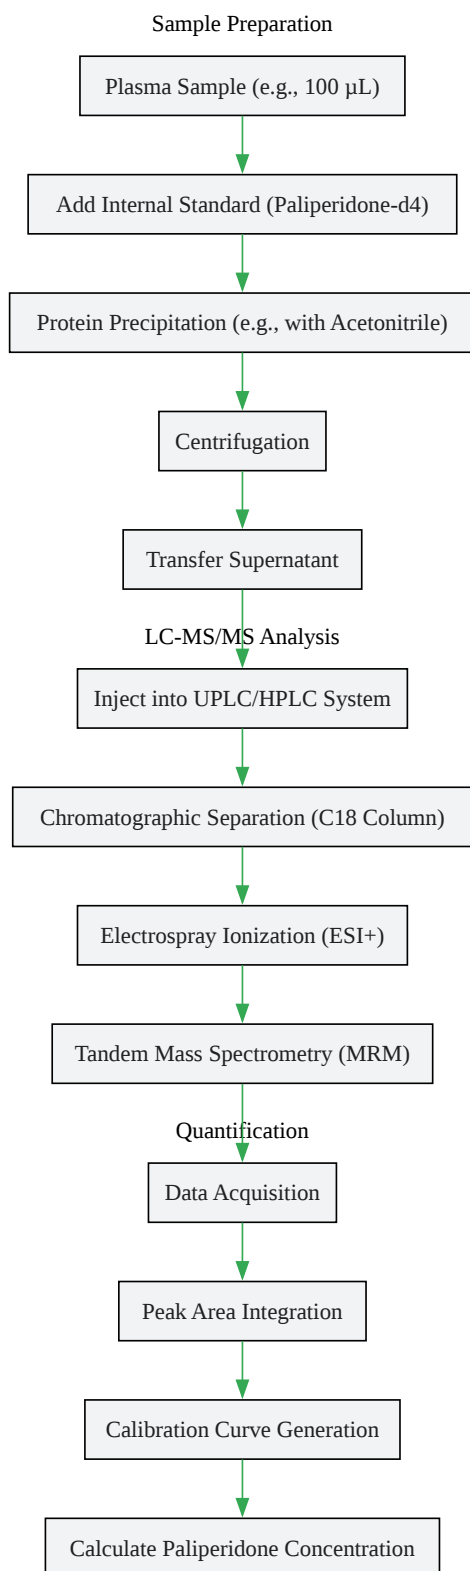 Sample Preparation
Plasma Sample (e.g., 100 µL)
Add Internal Standard (Paliperidone-d4)
Protein Precipitation (e.g., with Acetonitrile)
Centrifugation
Transfer Supernatant
LC-MS/MS Analysis
Inject into UPLC/HPLC System
Chromatographic Separation (C18 Column)
Electrospray Ionization (ESI+)
Tandem Mass Spectrometry (MRM)
Quantification
Data Acquisition
Peak Area Integration
Calibration Curve Generation
Calculate Paliperidone Concentration